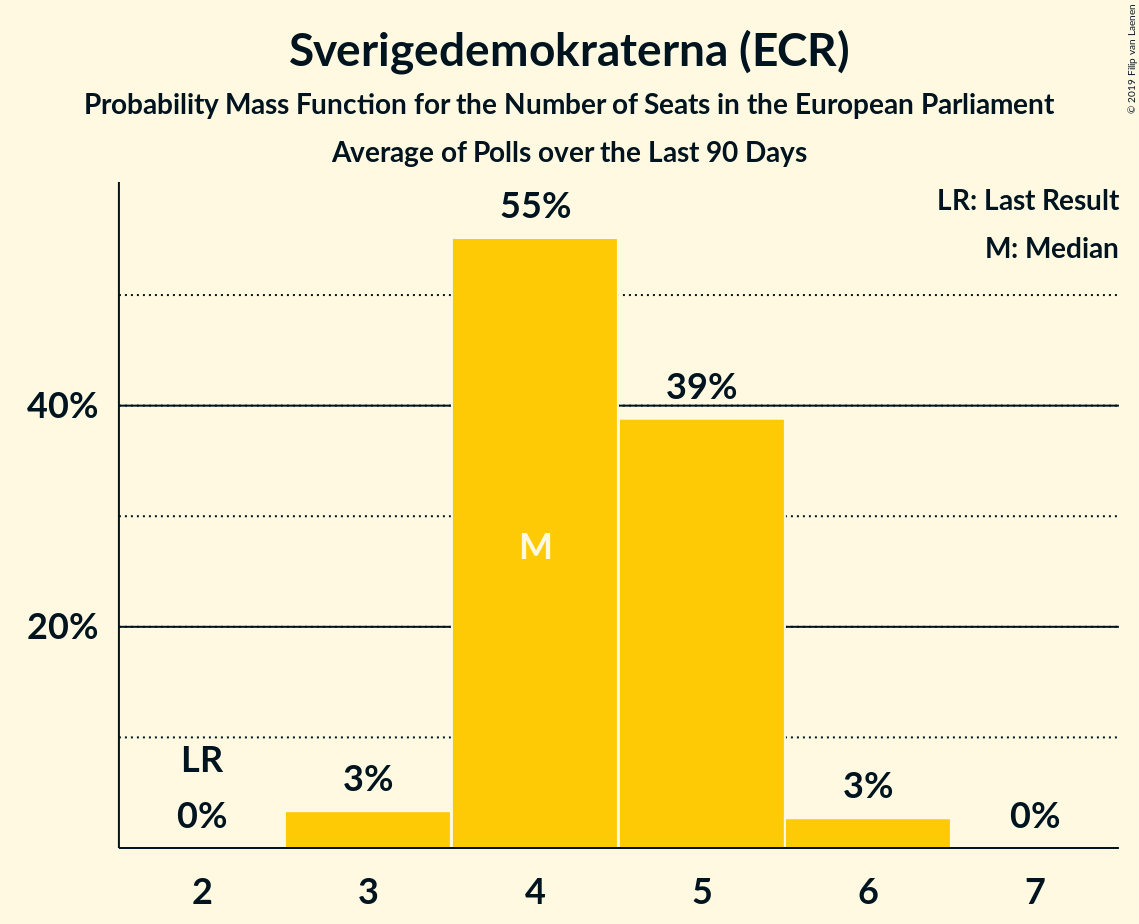 Sverigedemokraterna (ECR)
Probability Mass Function for the Number of Seats in the European Parliament
Average of Polls over the Last 90 Days
© 2019 Filip van Laenen
LR: Last Result
M: Median
55%
39%
40%
M
20%
LR
0%
3%
3%
0%
2 3 4 5 6 7